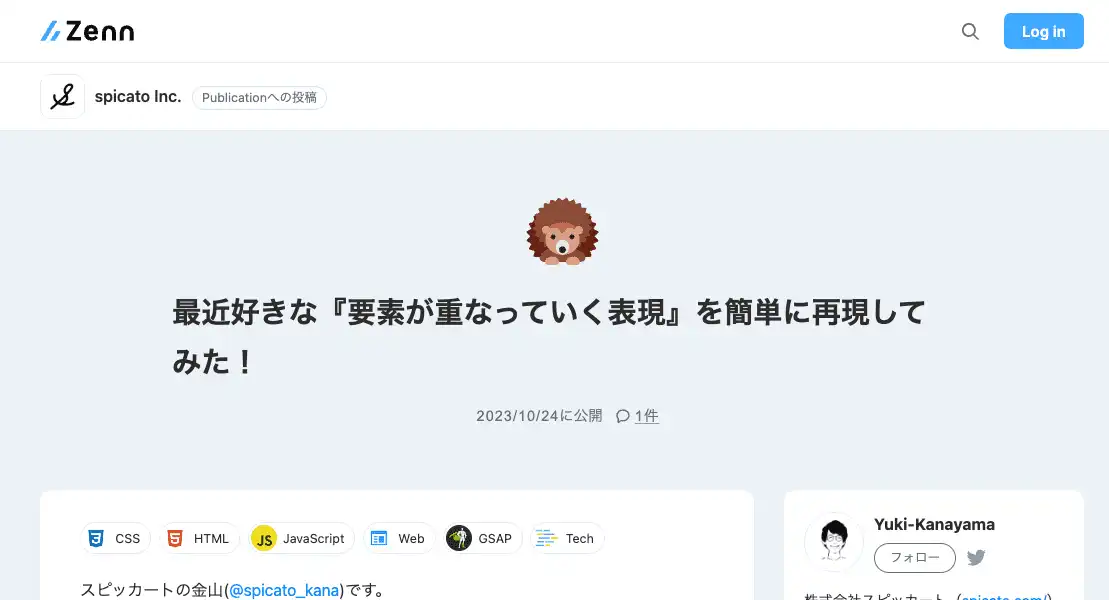 Zenn
Log in
spicato Inc.
Publicationへの投稿
最近好きな『要素が重なっていく表現』を簡単に再現して
みた！
2023/10/24に公開
1件
CSS
HTML
JS
JavaScript
Web
GSAP
Tech
スピッカートの金山(@spicato_kana)です。
Yuki-Kanayama
フォロー
株式会社スピッカート（spicato.com/）